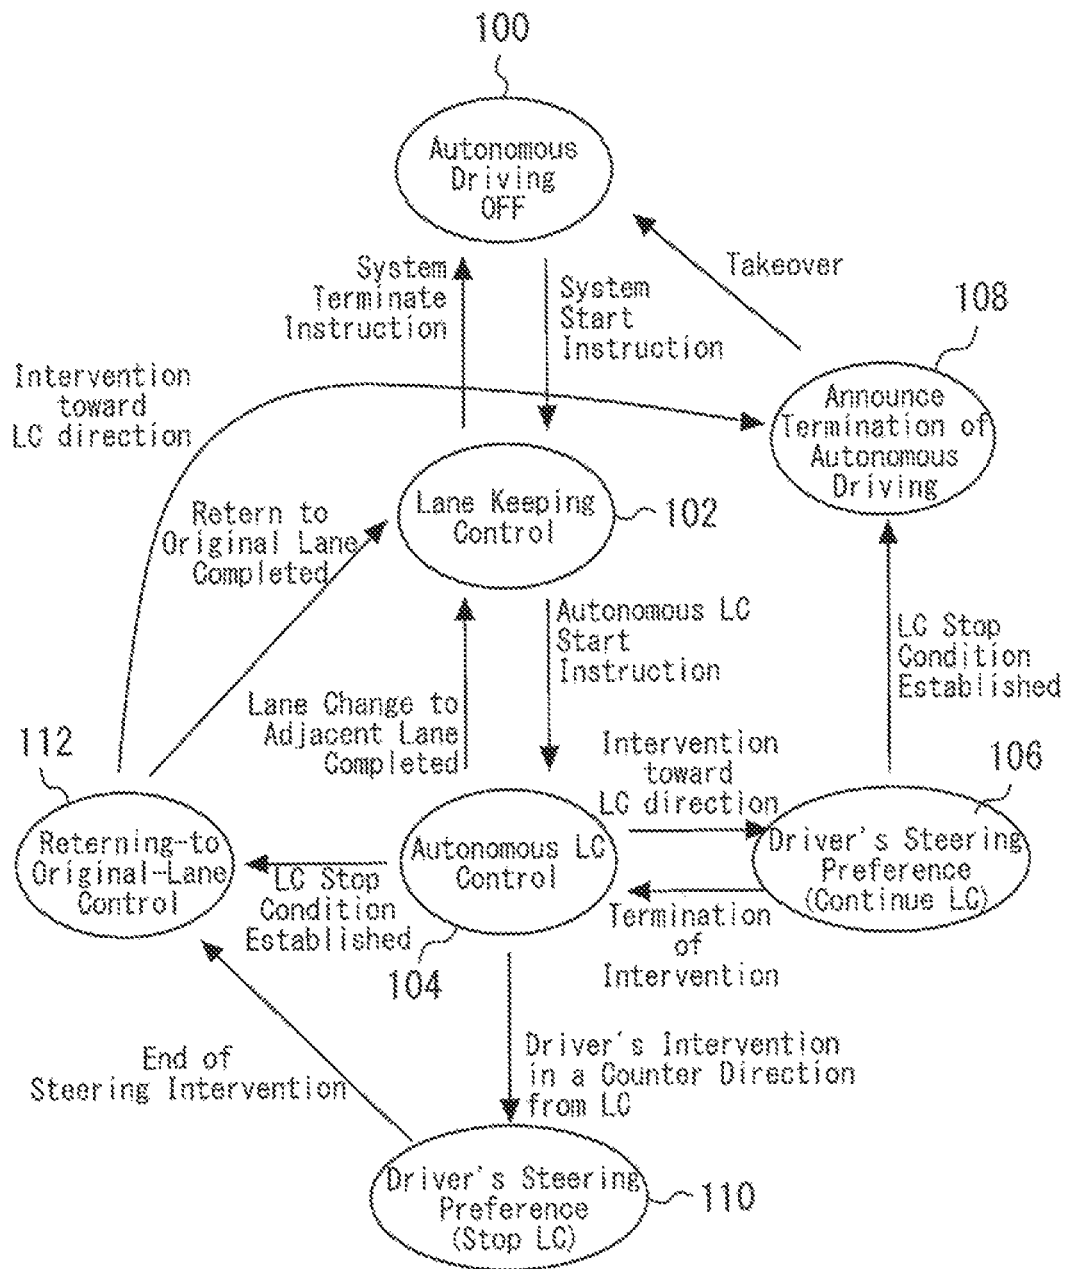 100
Autonomous
Driving
OFF
System
Terminate
Instruction
System
Start
Instruction
Takeover
108
Intervention
toward
LC direction
Announce
Termination of
Autonomous
Driving
Lane Keeping
Control
102
Retern to
Original Lane
Completed
Autonomous LC
Start
Instruction
LC Stop
Condition
Established
Lane Change to
Adjacent Lane
Completed
112
Intervention
toward
LC direction
106
Reterning-to
Original-Lane
Control
LC Stop
Condition
Established
Autonomous LC
Control
104
Driver's Steering
Preference
(Continue LC)
Termination
of
Intervention
End of
Steering Intervention
Driver's Intervention
in a Counter Direction
from LC
Driver's Steering
Preference
(Stop LC)
110